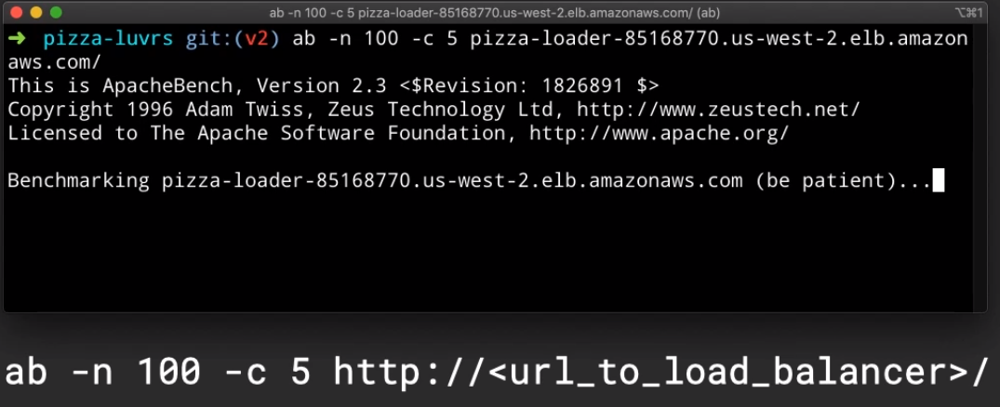 ab -n 100 -c 5 pizza-loader-85168770.us-west-2.elb.amazonaws.com/ (ab)
⌥⌘1
➜ pizza-luvrs git:(v2) ab -n 100 -c 5 pizza-loader-85168770.us-west-2.elb.amazon
aws.com/
This is ApacheBench, Version 2.3 <$Revision: 1826891 $>
Copyright 1996 Adam Twiss, Zeus Technology Ltd, http://www.zeustech.net/
Licensed to The Apache Software Foundation, http://www.apache.org/
Benchmarking pizza-loader-85168770.us-west-2.elb.amazonaws.com (be patient)...
ab -n 100 -c 5 http://<url_to_load_balancer>/